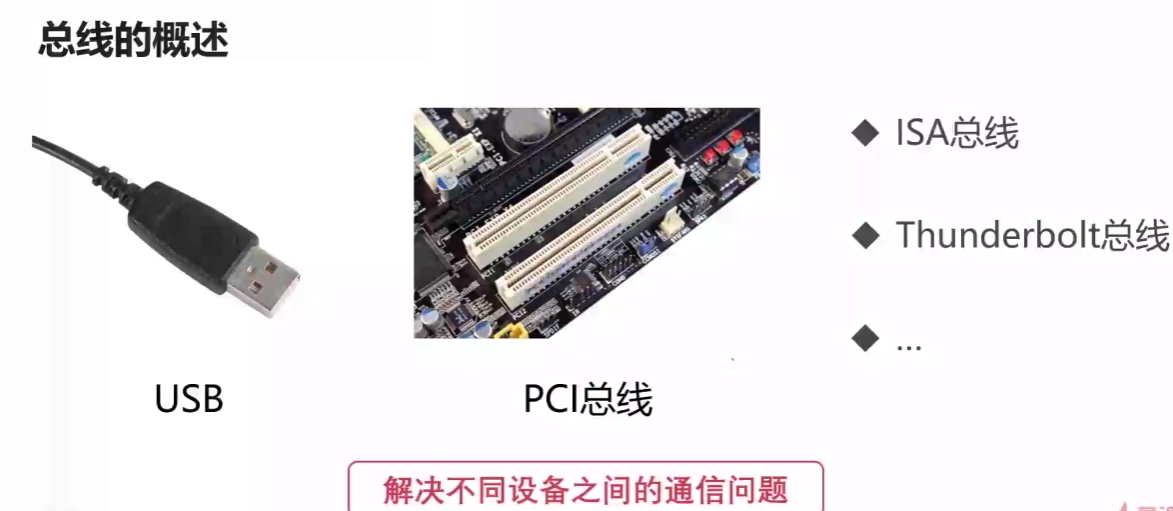 总线的概述
ISA总线
Thunderbolt总线
...
USB
PCI总线
解决不同设备之间的通信问题